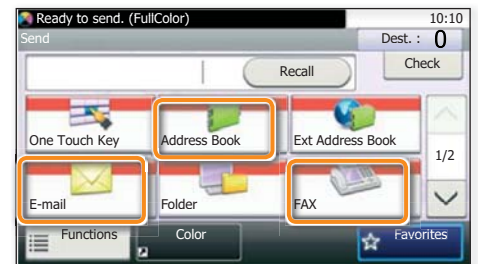 Ready to send. (FullColor) 10:10
Send Dest. : 0
Recall Check
One Touch Key Address Book Ext Address Book
1/2
E-mail Folder FAX
Functions Color Favorites